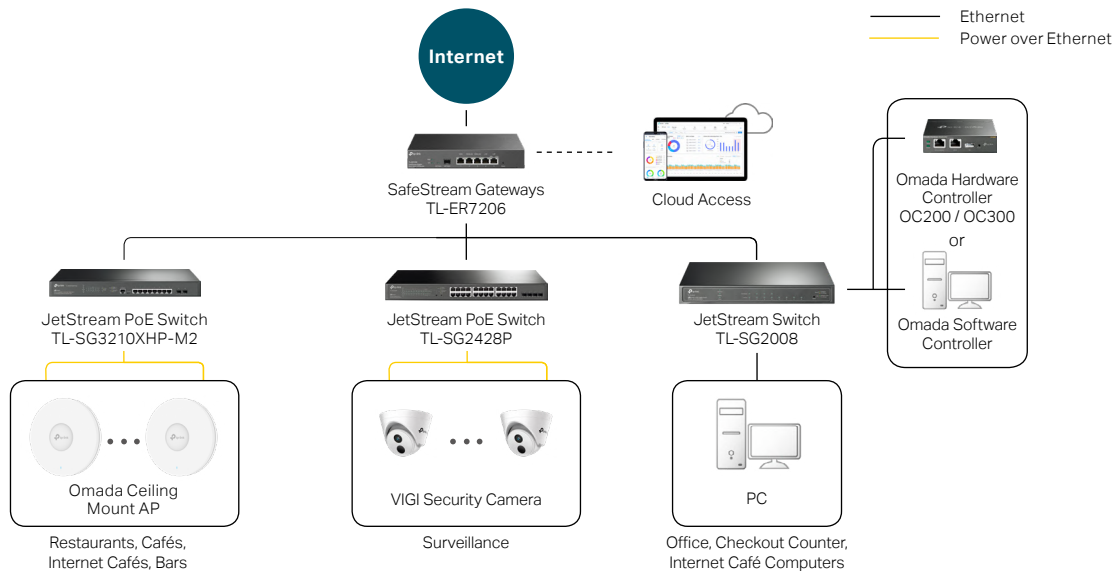 Internet
Ethernet
Power over Ethernet
SafeStream Gateways
TL-ER7206
Cloud Access
Omada Hardware
Controller
OC200 / OC300
or
Omada Software
Controller
JetStream PoE Switch
TL-SG3210XHP-M2
JetStream PoE Switch
TL-SG2428P
JetStream Switch
TL-SG2008
Omada Ceiling
Mount AP
VIGI Security Camera
PC
Restaurants, Cafés,
Internet Cafés, Bars
Surveillance
Office, Checkout Counter,
Internet Café Computers